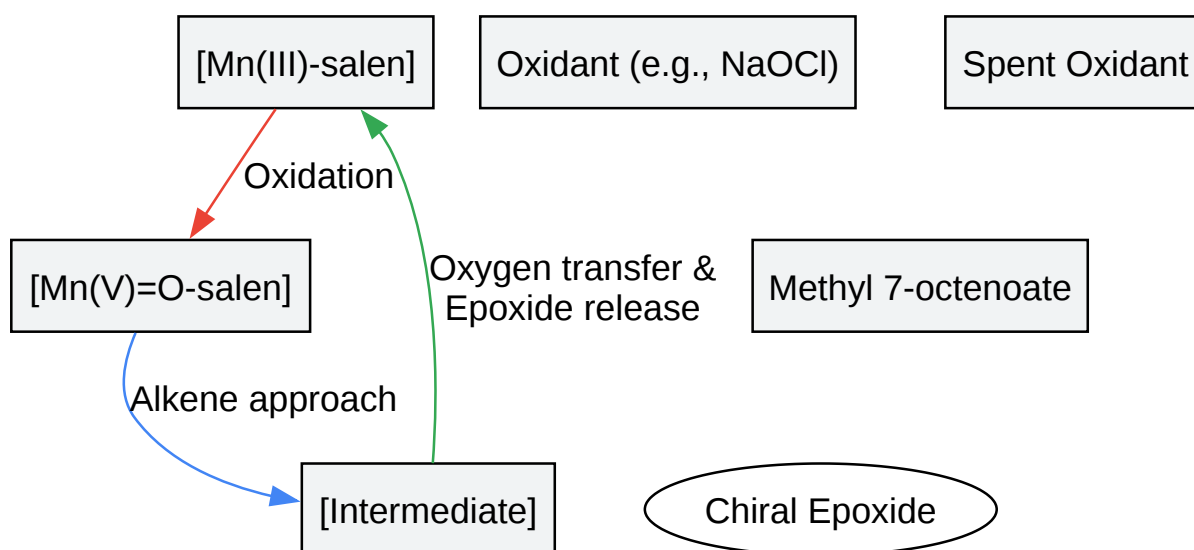 [Mn(III)-salen]
Oxidant (e.g., NaOCl)
Spent Oxidant
Oxidation
[Mn(V)=O-salen]
Oxygen transfer &
Epoxide release
Methyl 7-octenoate
Alkene approach
[Intermediate]
Chiral Epoxide